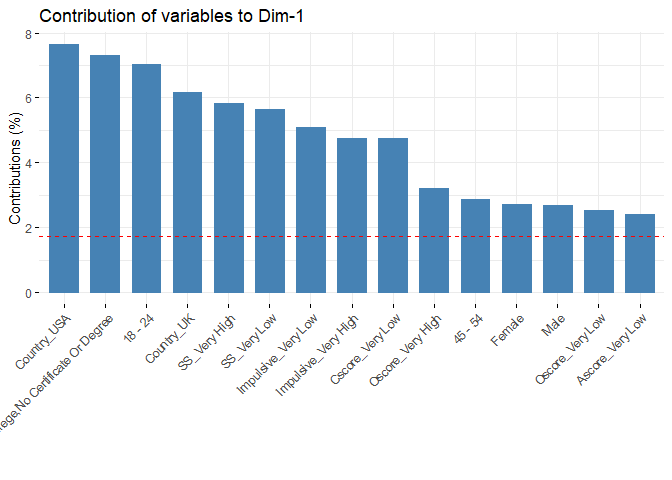 Contribution of variables to Dim-1
Contributions (%)
8
6
4
2
0
Country_USA
No Certificate Or Degree
18 - 24
Country_UK
SS_Very High
SS_Very Low
Impulsive_Very Low
Impulsive_Very High
Cscore_Very Low
Oscore_Very High
45 - 54
Female
Male
Oscore_Very Low
Ascore_Very Low